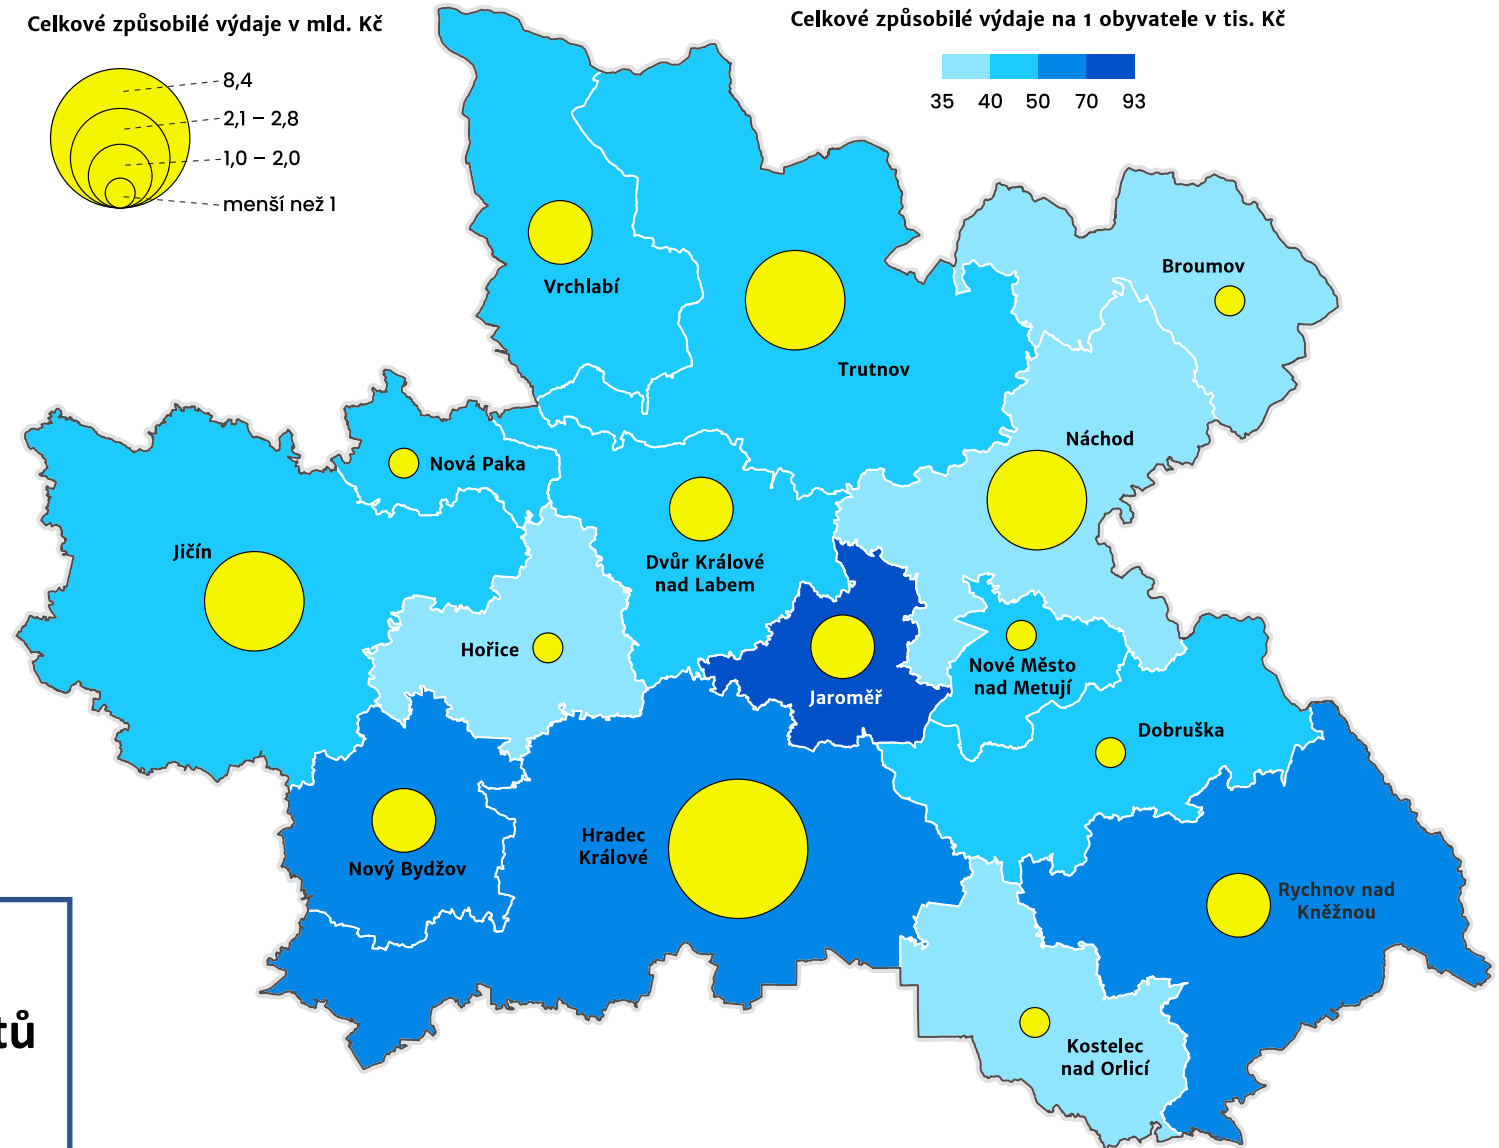 Celkové způsobilé výdaje v mld. Kč
8,4
2,1 – 2,8
1,0 – 2,0
menší než 1
Celkové způsobilé výdaje na 1 obyvatele v tis. Kč
35 40 50 70 93
Vrchlabí
Trutnov
Broumov
Náchod
Nová Paka
Jičín
Dvůr Králové
nad Labem
Hořice
Jaroměř
Nové Město
nad Metují
Dobruška
Hradec
Králové
Nový Bydžov
Rychnov nad
Kněžnou
Kostelec
nad Orlicí
tů